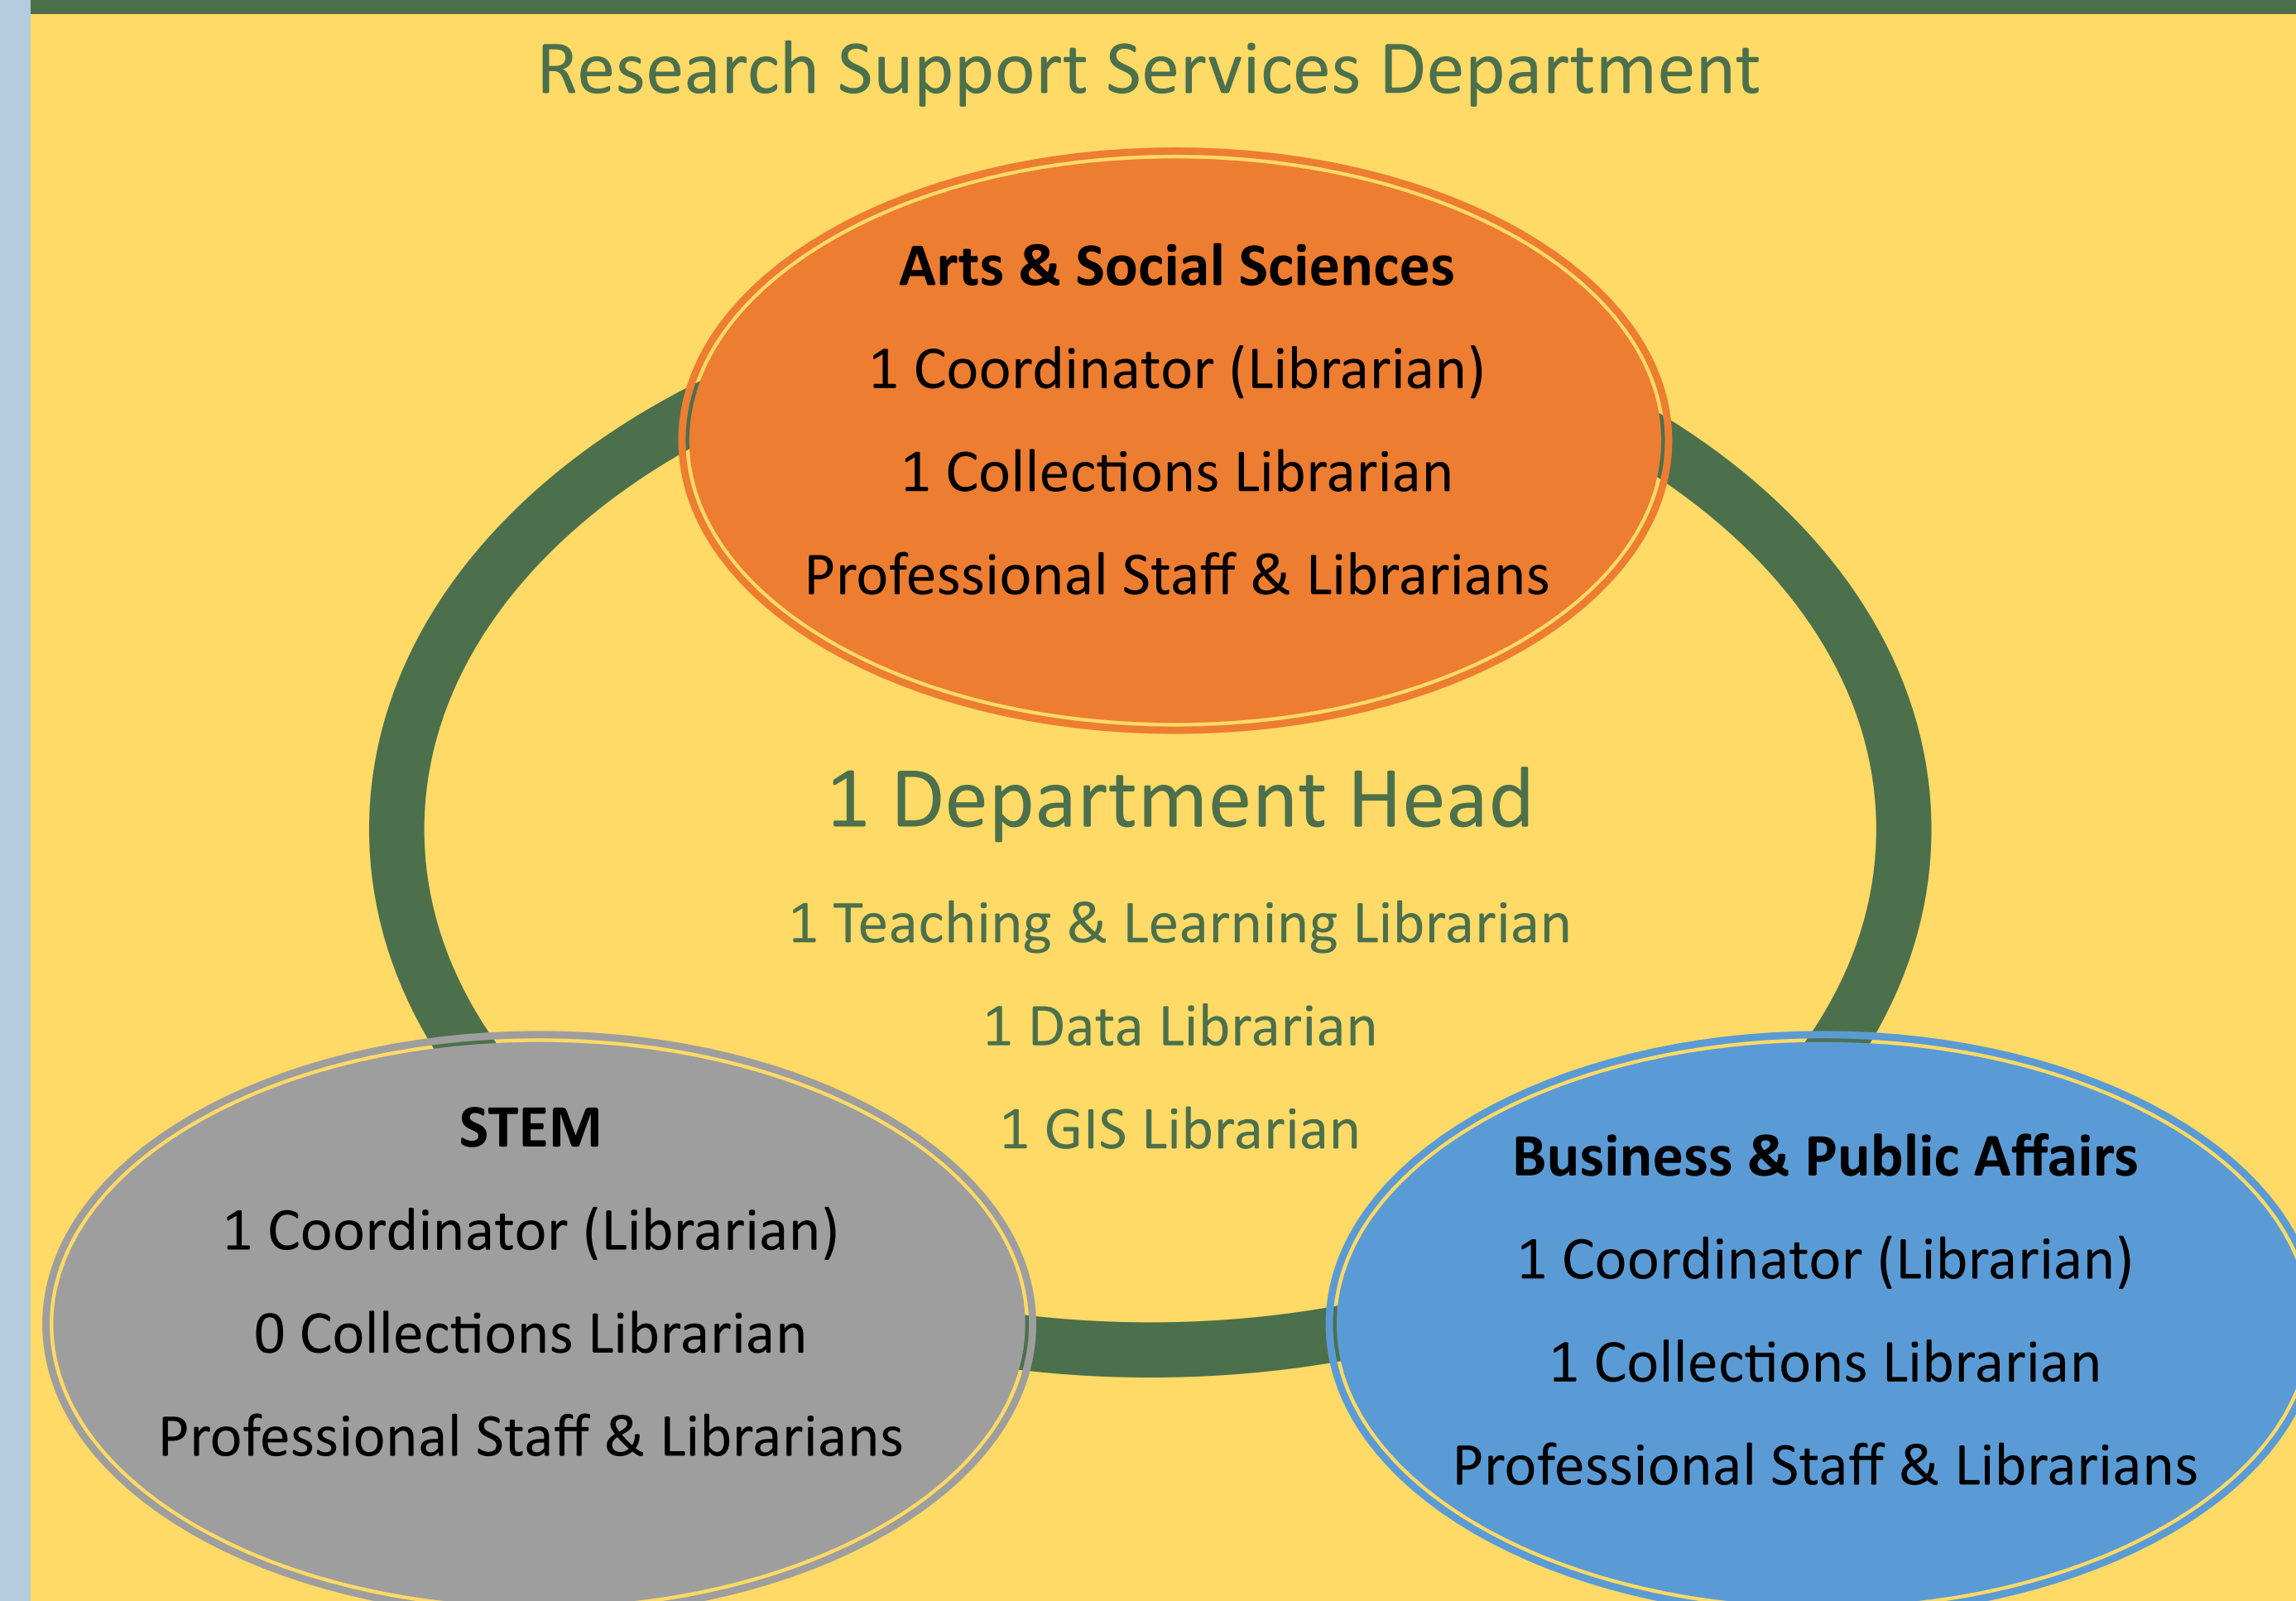 Research Support Services Department
Arts & Social Sciences
1 Coordinator (Librarian)
1 Collections Librarian
Professional Staff & Librarians
1 Department Head
1 Teaching & Learning Librarian
1 Data Librarian
1 GIS Librarian
STEM
1 Coordinator (Librarian)
0 Collections Librarian
Professional Staff & Librarians
Business & Public Affairs
1 Coordinator (Librarian)
1 Collections Librarian
Professional Staff & Librarians